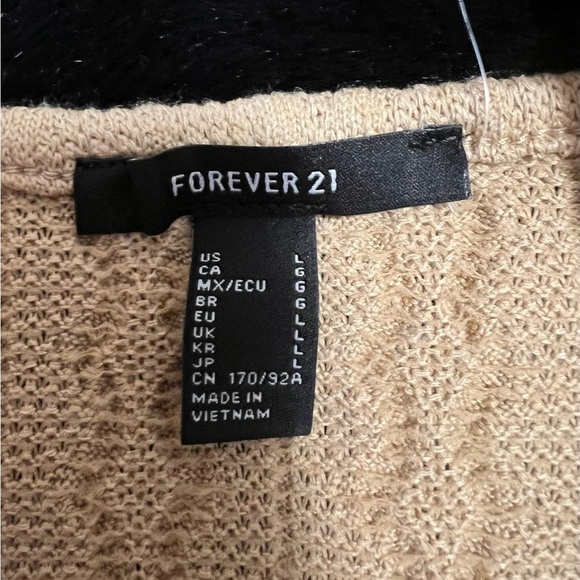 FOREVER 21
US L
CA G
MX/ECU G
BR G
EU L
UK L
KR L
JP L
CN 170/92A
MADE IN
VIETNAM